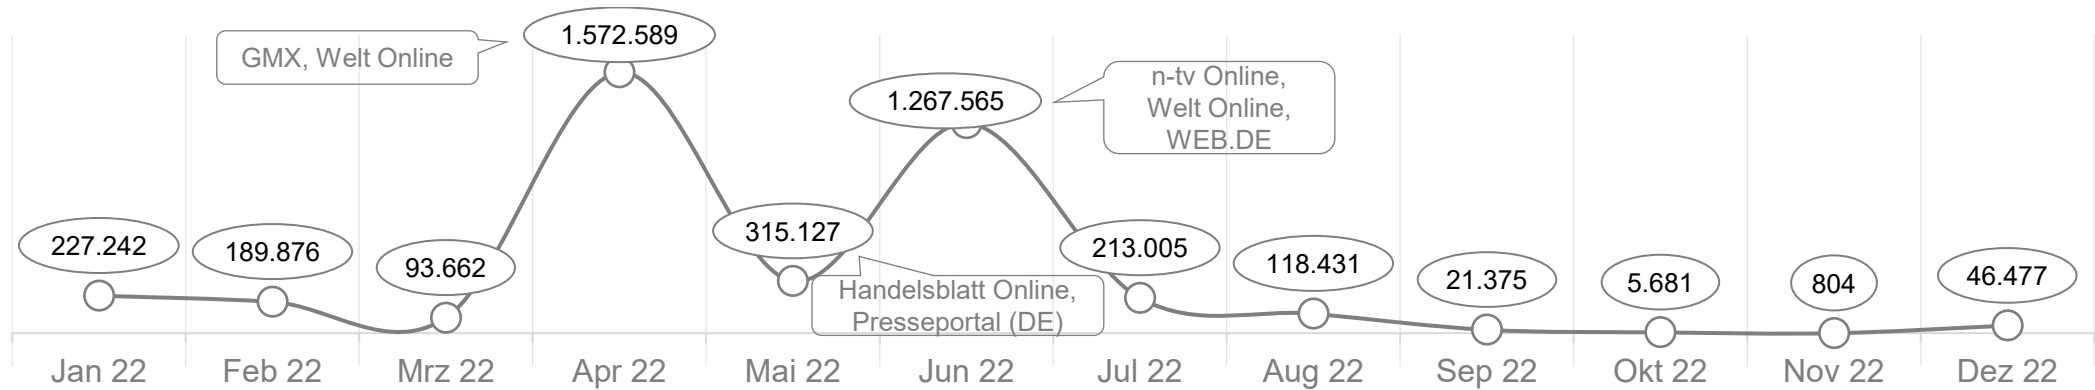 1.572.589
GMX, Welt Online
n-tv Online,
Welt Online,
WEB.DE
1.267.565
227.242
189.876
93.662
315.127
213.005
118.431
21.375
5.681
804
46.477
Handelsblatt Online,
Presseportal (DE)
Jan 22
Feb 22
Mrz 22
Apr 22
Mai 22
Jun 22
Jul 22
Aug 22
Sep 22
Okt 22
Nov 22
Dez 22